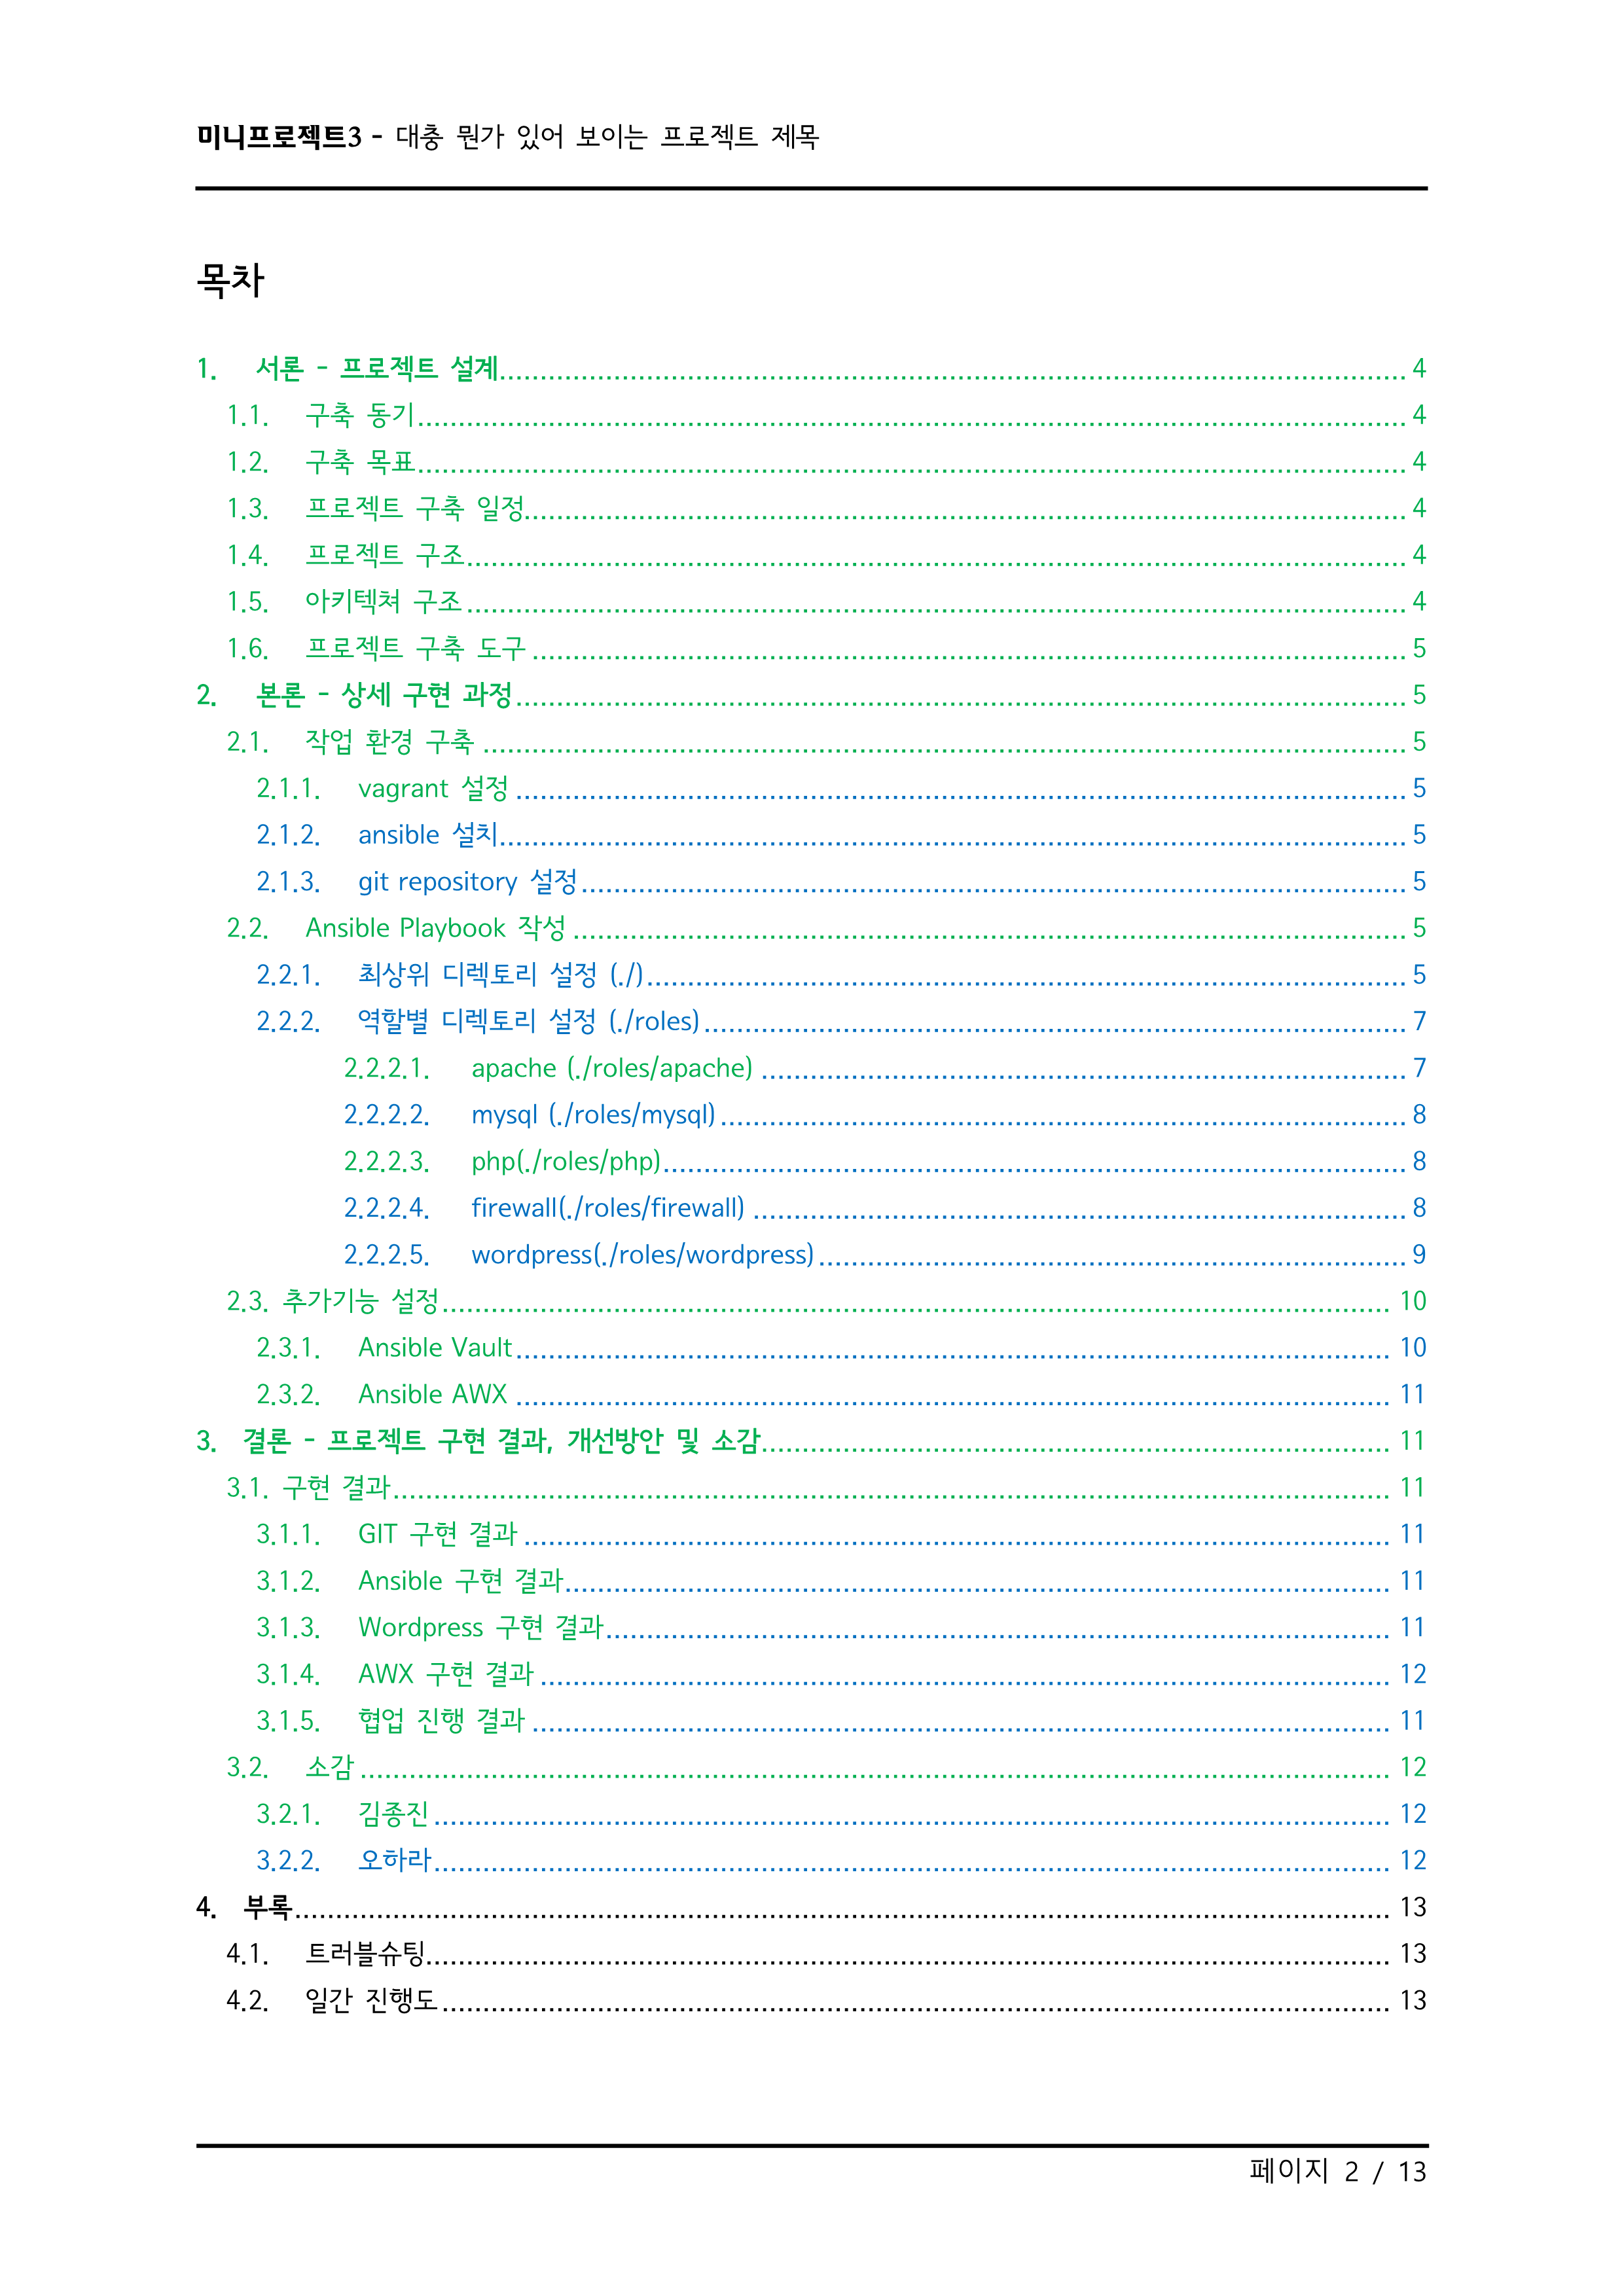 미니프로젝트3 - 대충 뭔가 있어 보이는 프로젝트 제목
목차
1. 서론 - 프로젝트 설계 4
1.1. 구축 동기 4
1.2. 구축 목표 4
1.3. 프로젝트 구축 일정 4
1.4. 프로젝트 구조 4
1.5. 아키텍쳐 구조 4
1.6. 프로젝트 구축 도구 5
2. 본론 - 상세 구현 과정 5
2.1. 작업 환경 구축 5
2.1.1. vagrant 설정 5
2.1.2. ansible 설치 5
2.1.3. git repository 설정 5
2.2. Ansible Playbook 작성 5
2.2.1. 최상위 디렉토리 설정 (./) 5
2.2.2. 역할별 디렉토리 설정 (./roles) 7
2.2.2.1. apache (./roles/apache) 7
2.2.2.2. mysql (./roles/mysql) 8
2.2.2.3. php(./roles/php) 8
2.2.2.4. firewall(./roles/firewall) 8
2.2.2.5. wordpress(./roles/wordpress) 9
2.3. 추가기능 설정 10
2.3.1. Ansible Vault 10
2.3.2. Ansible AWX 11
3. 결론 - 프로젝트 구현 결과, 개선방안 및 소감 11
3.1. 구현 결과 11
3.1.1. GIT 구현 결과 11
3.1.2. Ansible 구현 결과 11
3.1.3. Wordpress 구현 결과 11
3.1.4. AWX 구현 결과 12
3.1.5. 협업 진행 결과 11
3.2. 소감 12
3.2.1. 김종진 12
3.2.2. 오하라 12
4. 부록 13
4.1. 트러블슈팅 13
4.2. 일간 진행도 13
페이지 2 / 13